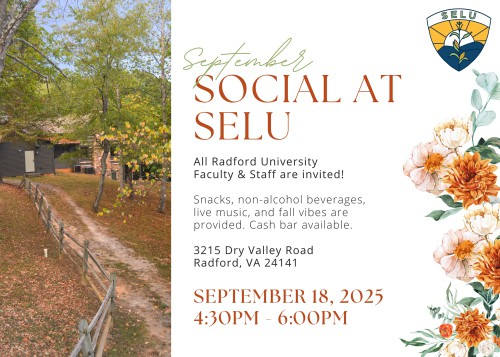 SELU
September
SOCIAL AT
SELU
All Radford University
Faculty & Staff are invited!
Snacks, non-alcohol beverages,
live music, and fall vibes are
provided. Cash bar available.
3215 Dry Valley Road
Radford, VA 24141
SEPTEMBER 18, 2025
4:30PM - 6:00PM